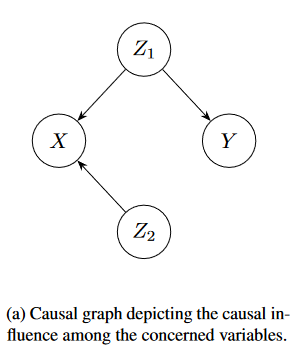 Z₁
X Y
Z₂
(a) Causal graph depicting the causal in-
fluence among the concerned variables.